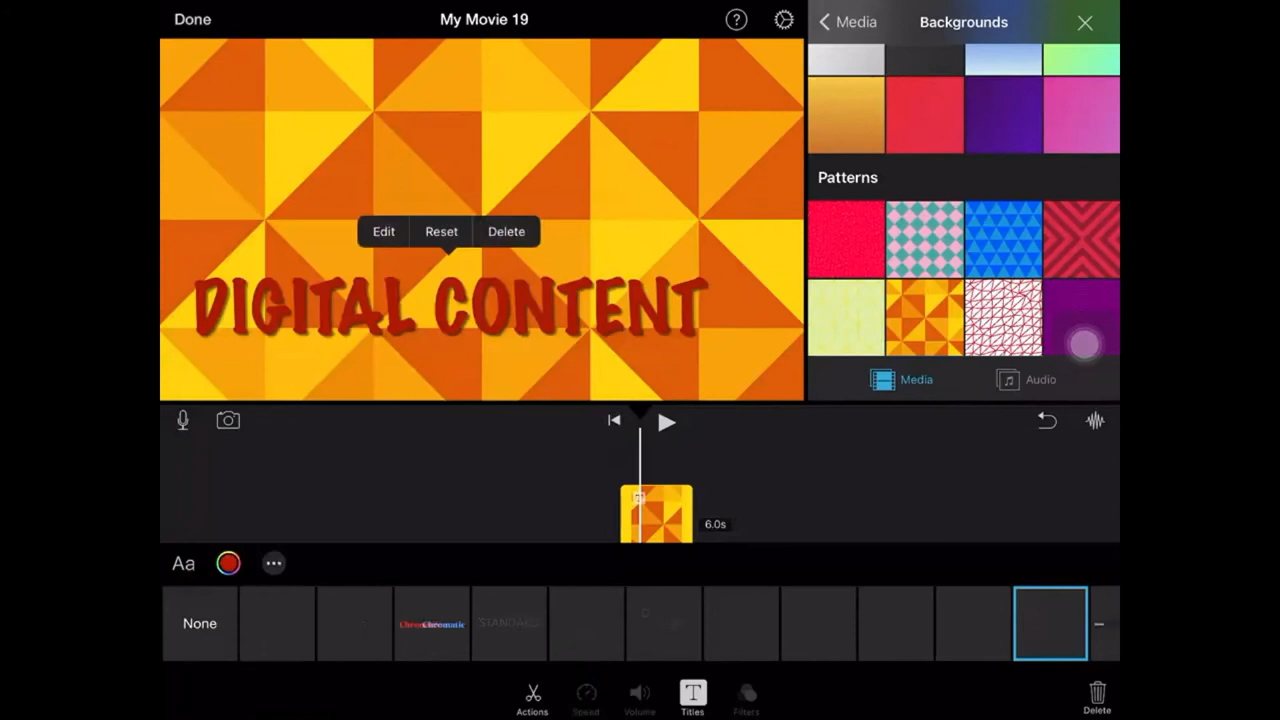 Done
My Movie 19
?
Media
Backgrounds
Edit
Reset
Delete
DIGITAL CONTENT
Patterns
Media
Audio
T
6.0s
Aa
None
STANDARD
Actions
Speed
Volume
T
Titles
Filters
Delete